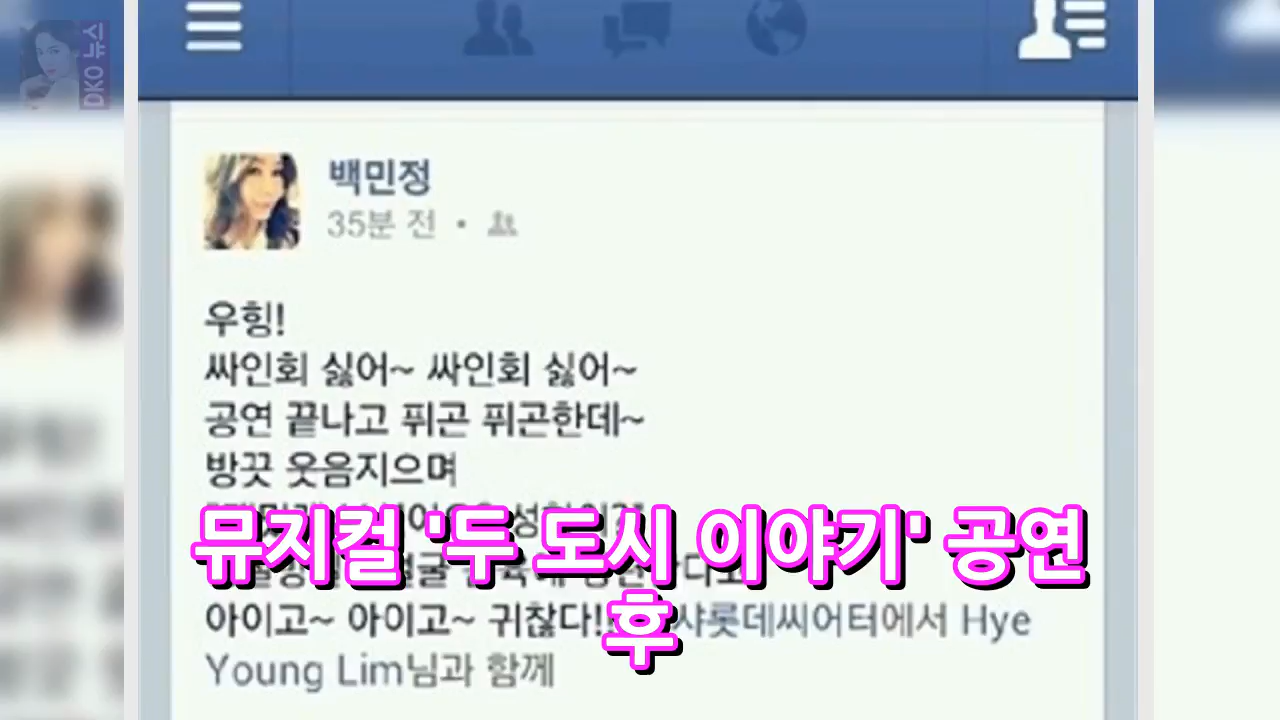 DKO 뉴스
백민정
35분 전
우힝!
싸인회 싫어~ 싸인회 싫어~
공연 끝나고 퓌곤 퓌곤한데~
방끗 웃음지으며
뮤지컬 '두 도시 이야기' 공연
후
아이고~ 아이고~ 귀찮다! 샤롯데씨어터에서 Hye
Young Lim님과 함께